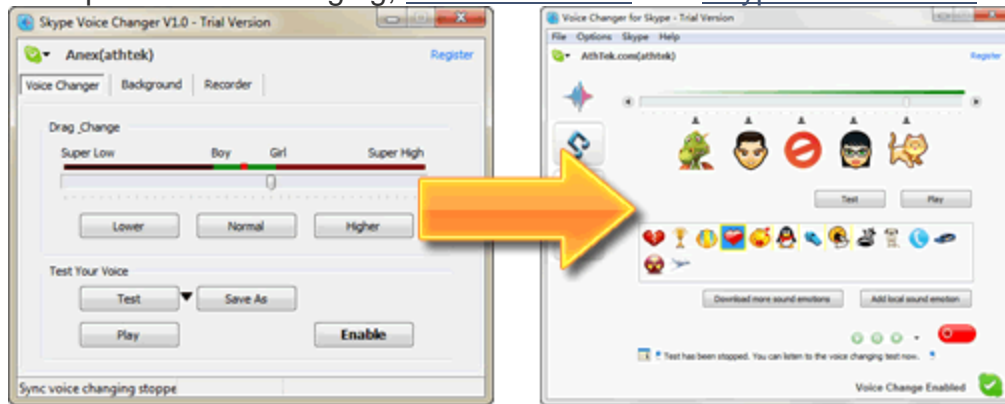 Skype Voice Changer V1.0 - Trial Version
Anex(athtek)
Register
Voice Changer
Background
Recorder
Drag_Change
Super Low
Boy
Girl
Super High
Lower
Normal
Higher
Test Your Voice
Test
Save As
Play
Enable
Sync voice changing stoppe
Voice Changer for Skype - Trial Version
File Options Skype Help
AthTek.com(athtek)
Register
Test
Play
Download more sound emotions
Add local sound emotion
Test has been stopped. You can listen to the voice changing test now.
Voice Change Enabled